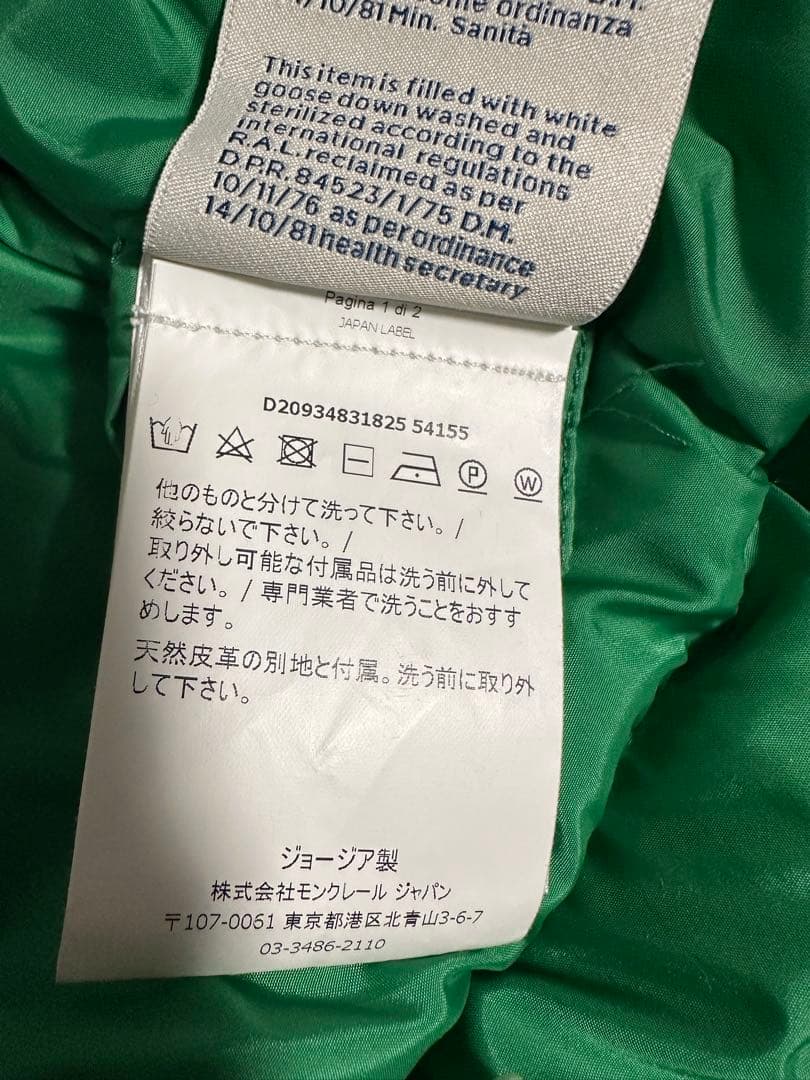 ordinanza
14/10/81 Min. Sanità
This item is filled with white
goose down washed and
sterilized according to the
international regulations
R.A.L. reclaimed as per
D.P.R. 84523/1/75 D.M.
10/11/76 as per ordinance
14/10/81 health secretary
Pagina 1 di 2
JAPAN LABEL
D20934831825 54155
P W
他のものと分けて洗って下さい。/
絞らないで下さい。/
取り外し可能な付属品は洗う前に外して
ください。/ 専門業者で洗うことをおすす
めします。
天然皮革の別地と付属。洗う前に取り外
して下さい。
ジョージア製
株式会社モンクレール ジャパン
〒107-0061 東京都港区北青山3-6-7
03-3486-2110